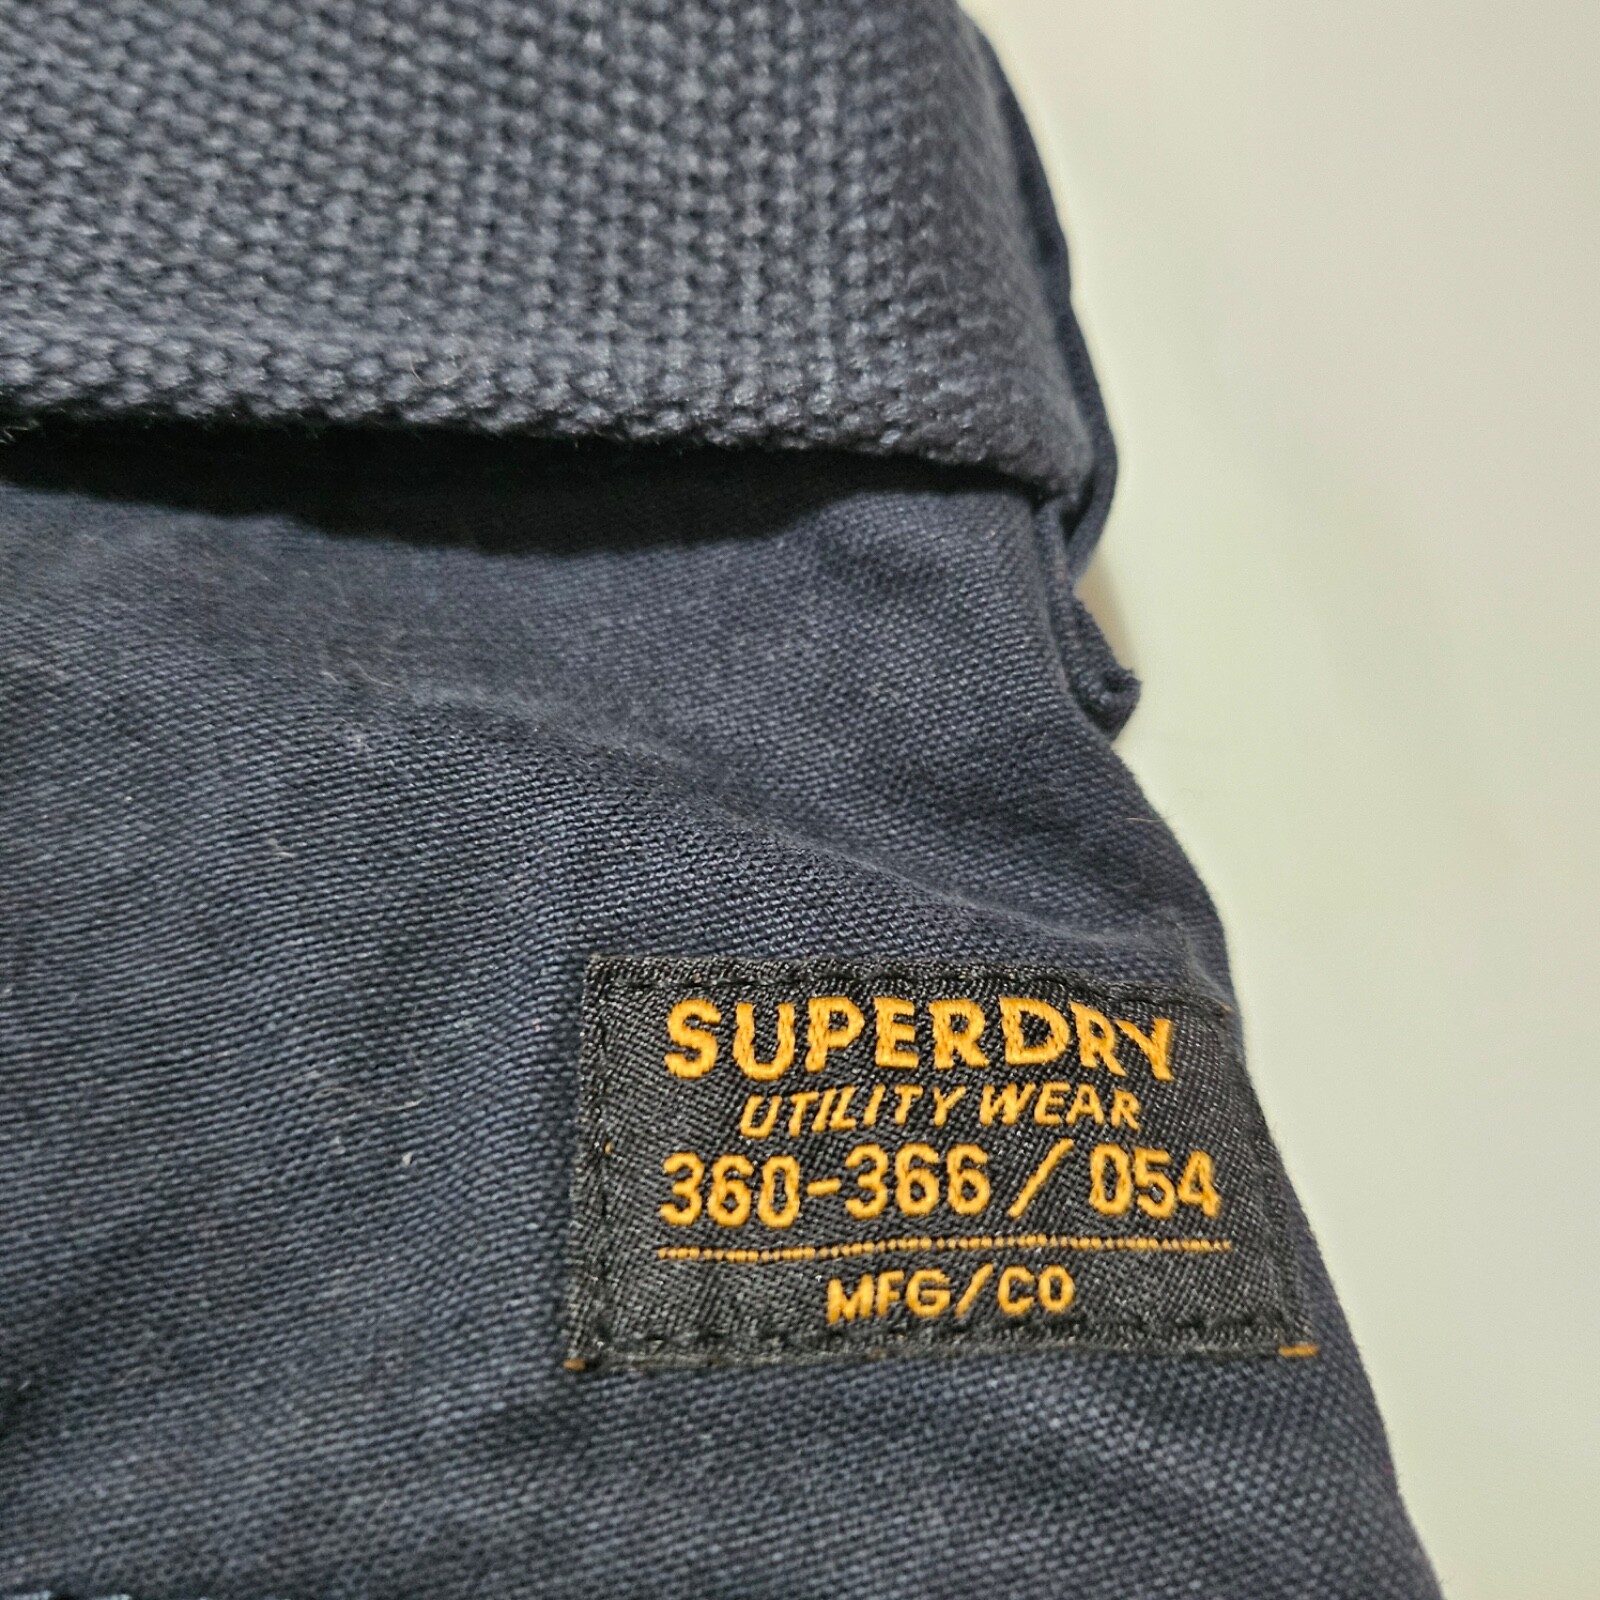 SUPERDRY
UTILITY WEAR
360-366 / 054
MFG/CO